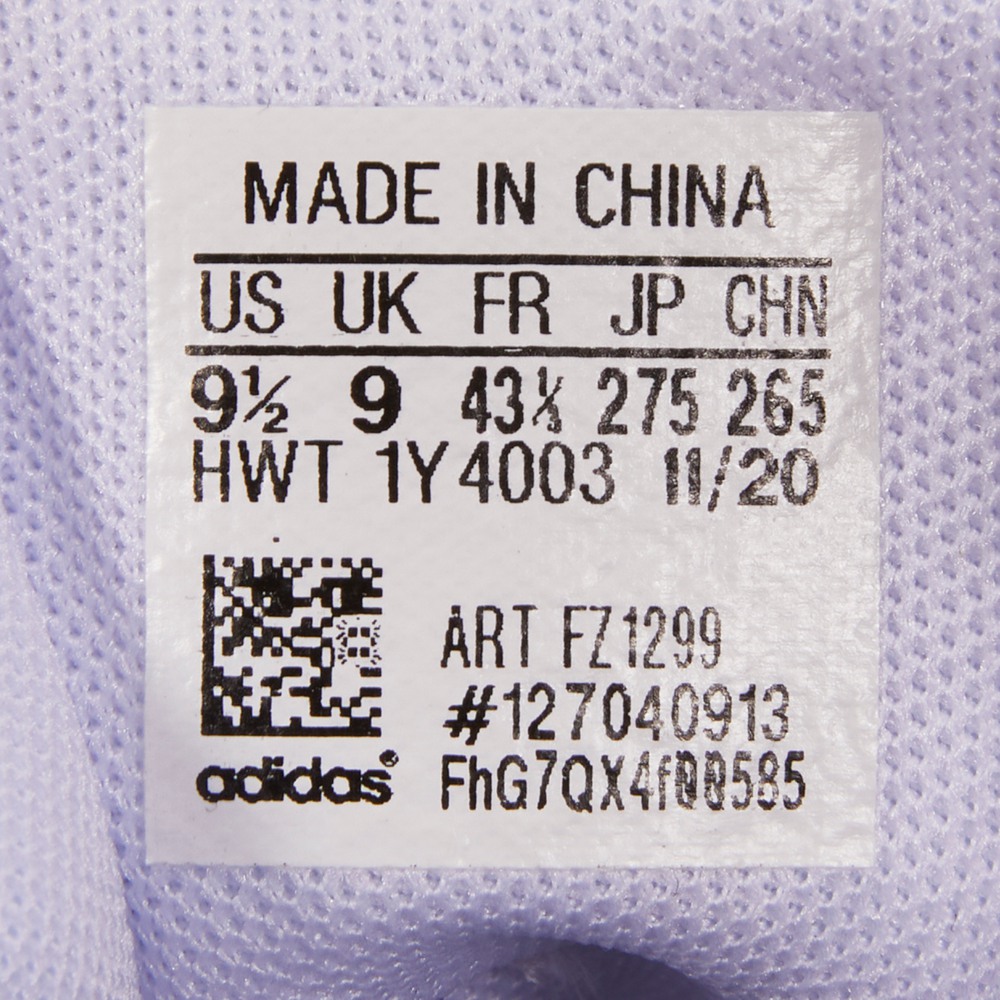 MADE IN CHINA
US UK FR JP CHN
9½ 9 43⅓ 275 265
HWT 1Y4003 11/20
ART FZ1299
#127040913
adidas®